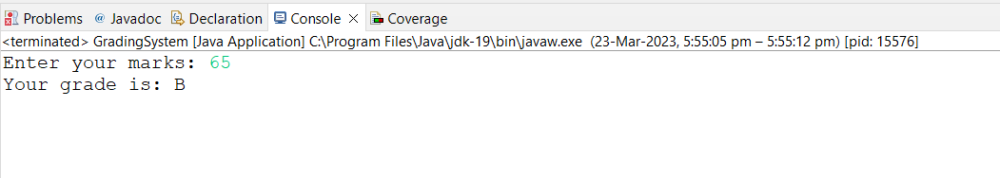 Problems @ Javadoc Declaration Console Coverage
<terminated> GradingSystem [Java Application] C:\Program Files\Java\jdk-19\bin\javaw.exe (23-Mar-2023, 5:55:05 pm – 5:55:12 pm) [pid: 15576]
Enter your marks: 65
Your grade is: B